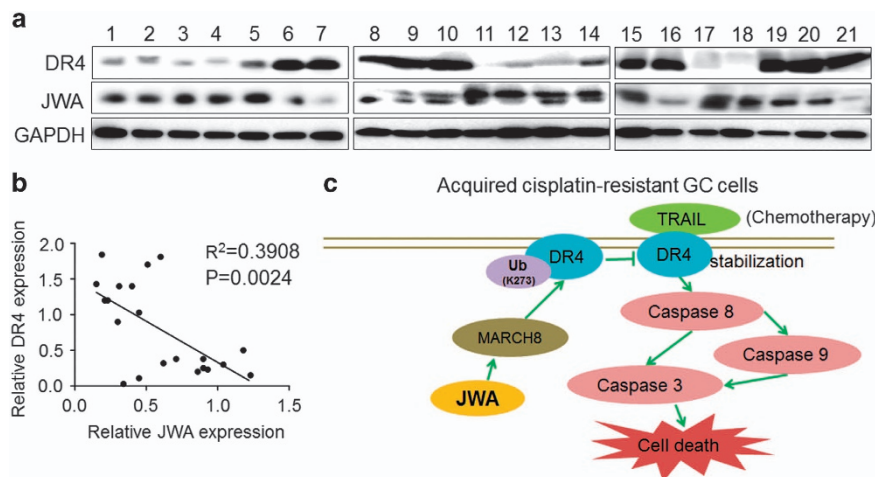 a
1 2 3 4 5 6 7 8 9 10 11 12 13 14 15 16 17 18 19 20 21
DR4
JWA
GAPDH
b
R²=0.3908
P=0.0024
Relative DR4 expression
2.0
1.5
1.0
0.5
0.0
0.0 0.5 1.0 1.5
Relative JWA expression
c
Acquired cisplatin-resistant GC cells
TRAIL (Chemotherapy)
DR4 DR4 stabilization
Ub
(K273)
Caspase 8
MARCH8
Caspase 9
Caspase 3
JWA
Cell death